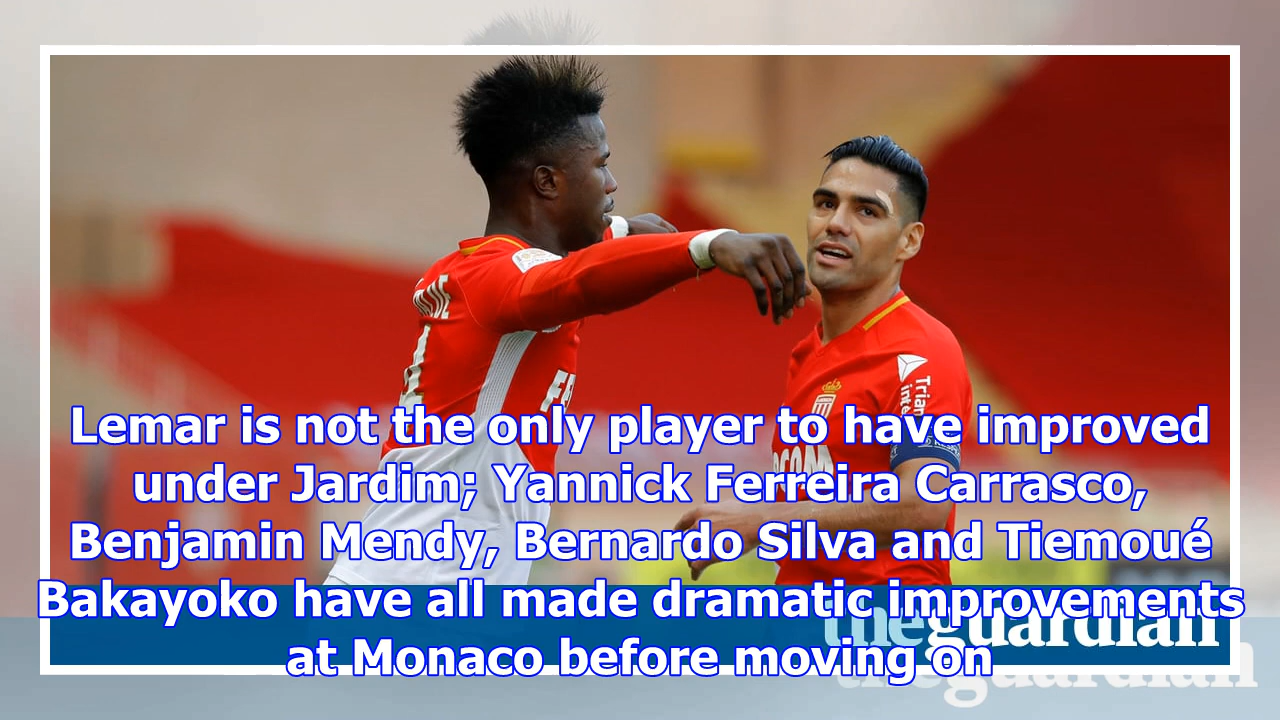 Lemar is not the only player to have improved
under Jardim; Yannick Ferreira Carrasco,
Benjamin Mendy, Bernardo Silva and Tiemoué
Bakayoko have all made dramatic improvements
at Monaco before moving on
theguardian
theguardian